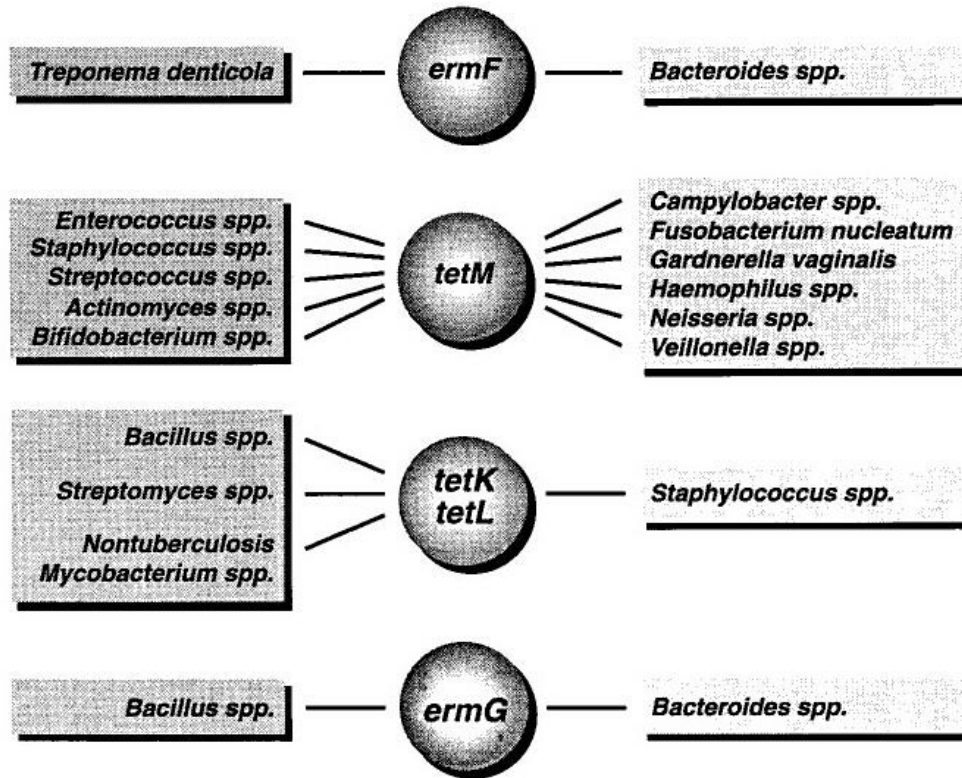 Treponema denticola
ermF
Bacteroides spp.
Enterococcus spp.
Staphylococcus spp.
Streptococcus spp.
Actinomyces spp.
Bifidobacterium spp.
tetM
Campylobacter spp.
Fusobacterium nucleatum
Gardnerella vaginalis
Haemophilus spp.
Neisseria spp.
Veillonella spp.
Bacillus spp.
Streptomyces spp.
Nontuberculosis
Mycobacterium spp.
tetK
tetL
Staphylococcus spp.
Bacillus spp.
ermG
Bacteroides spp.